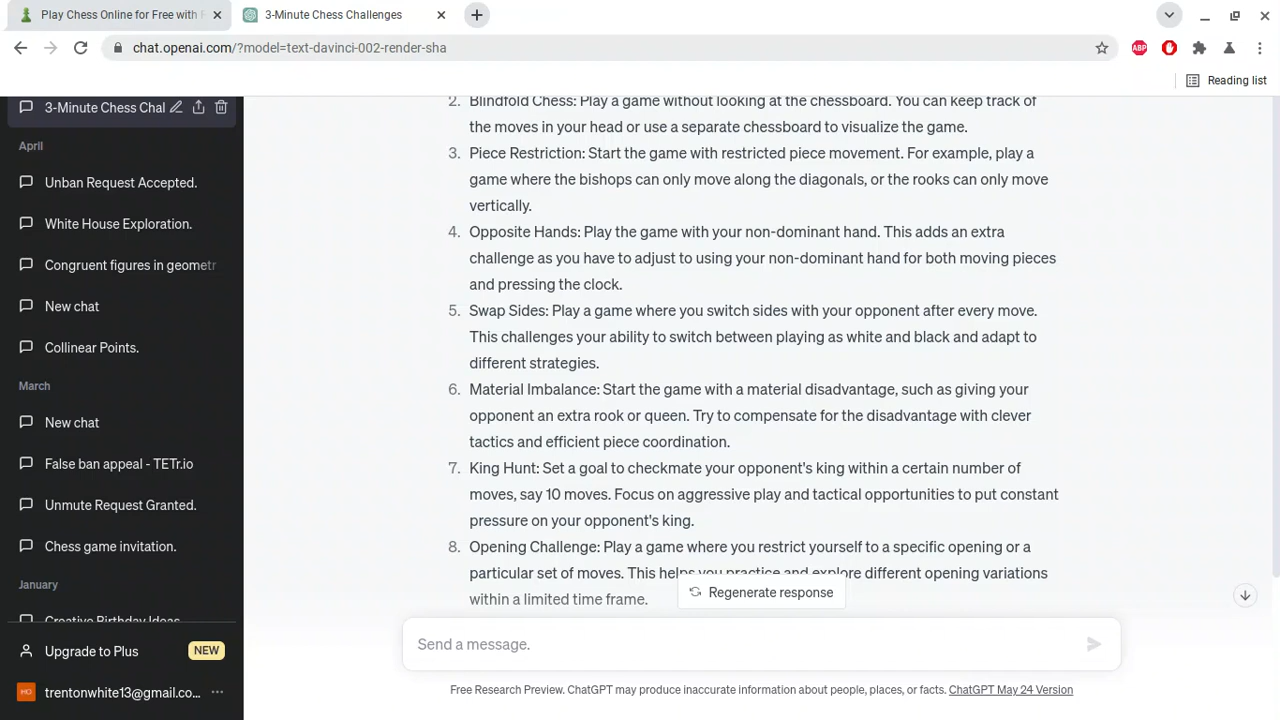 Play Chess Online for Free with
3-Minute Chess Challenges
chat.openai.com/?model=text-davinci-002-render-sha
ABP
Reading list
3-Minute Chess Chal
April
Unban Request Accepted.
White House Exploration.
Congruent figures in geometr
New chat
Collinear Points.
March
New chat
False ban appeal - TETr.io
Unmute Request Granted.
Chess game invitation.
January
Creative Birthday Ideas
Upgrade to Plus NEW
HO trentonwhite13@gmail.co...
2. Blindfold Chess: Play a game without looking at the chessboard. You can keep track of
the moves in your head or use a separate chessboard to visualize the game.
3. Piece Restriction: Start the game with restricted piece movement. For example, play a
game where the bishops can only move along the diagonals, or the rooks can only move
vertically.
4. Opposite Hands: Play the game with your non-dominant hand. This adds an extra
challenge as you have to adjust to using your non-dominant hand for both moving pieces
and pressing the clock.
5. Swap Sides: Play a game where you switch sides with your opponent after every move.
This challenges your ability to switch between playing as white and black and adapt to
different strategies.
6. Material Imbalance: Start the game with a material disadvantage, such as giving your
opponent an extra rook or queen. Try to compensate for the disadvantage with clever
tactics and efficient piece coordination.
7. King Hunt: Set a goal to checkmate your opponent's king within a certain number of
moves, say 10 moves. Focus on aggressive play and tactical opportunities to put constant
pressure on your opponent's king.
8. Opening Challenge: Play a game where you restrict yourself to a specific opening or a
particular set of moves. This helps you practice and explore different opening variations
within a limited time frame.
Regenerate response
Send a message.
Free Research Preview. ChatGPT may produce inaccurate information about people, places, or facts. ChatGPT May 24 Version